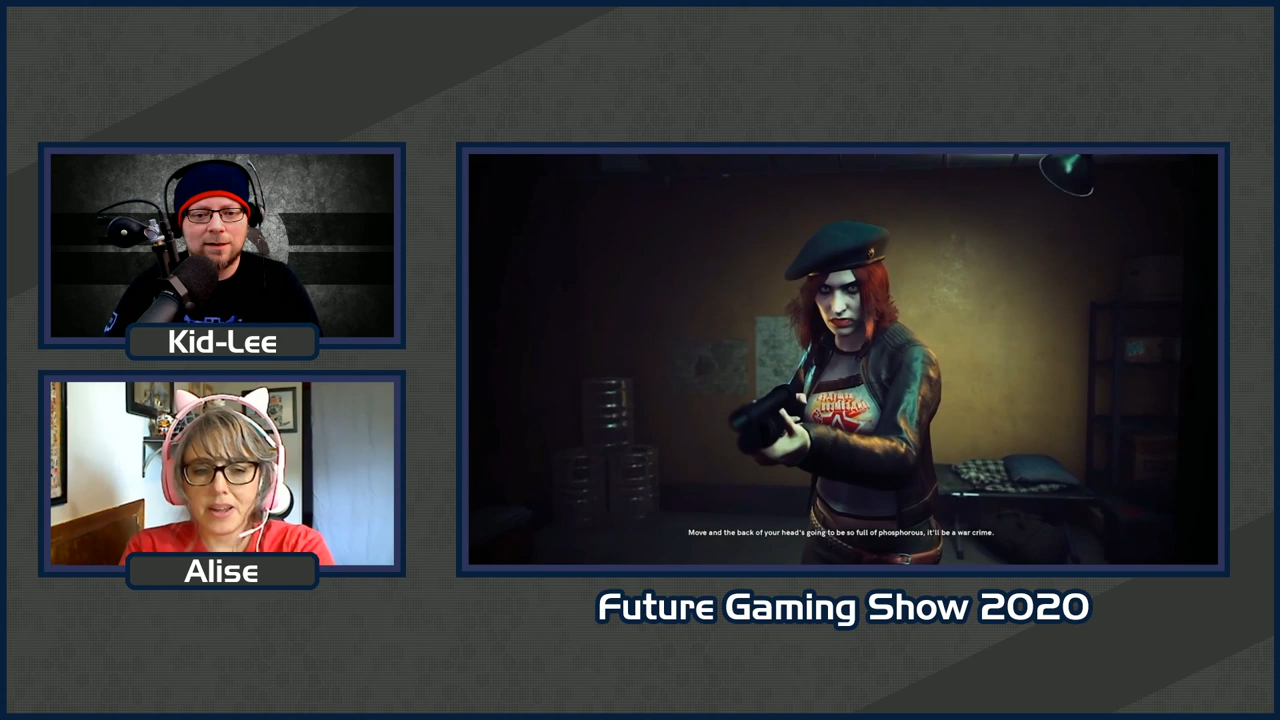 Kid-Lee
Alise
Move and the back of your head's going to be so full of phosphorous, it'll be a war crime.
Future Gaming Show 2020